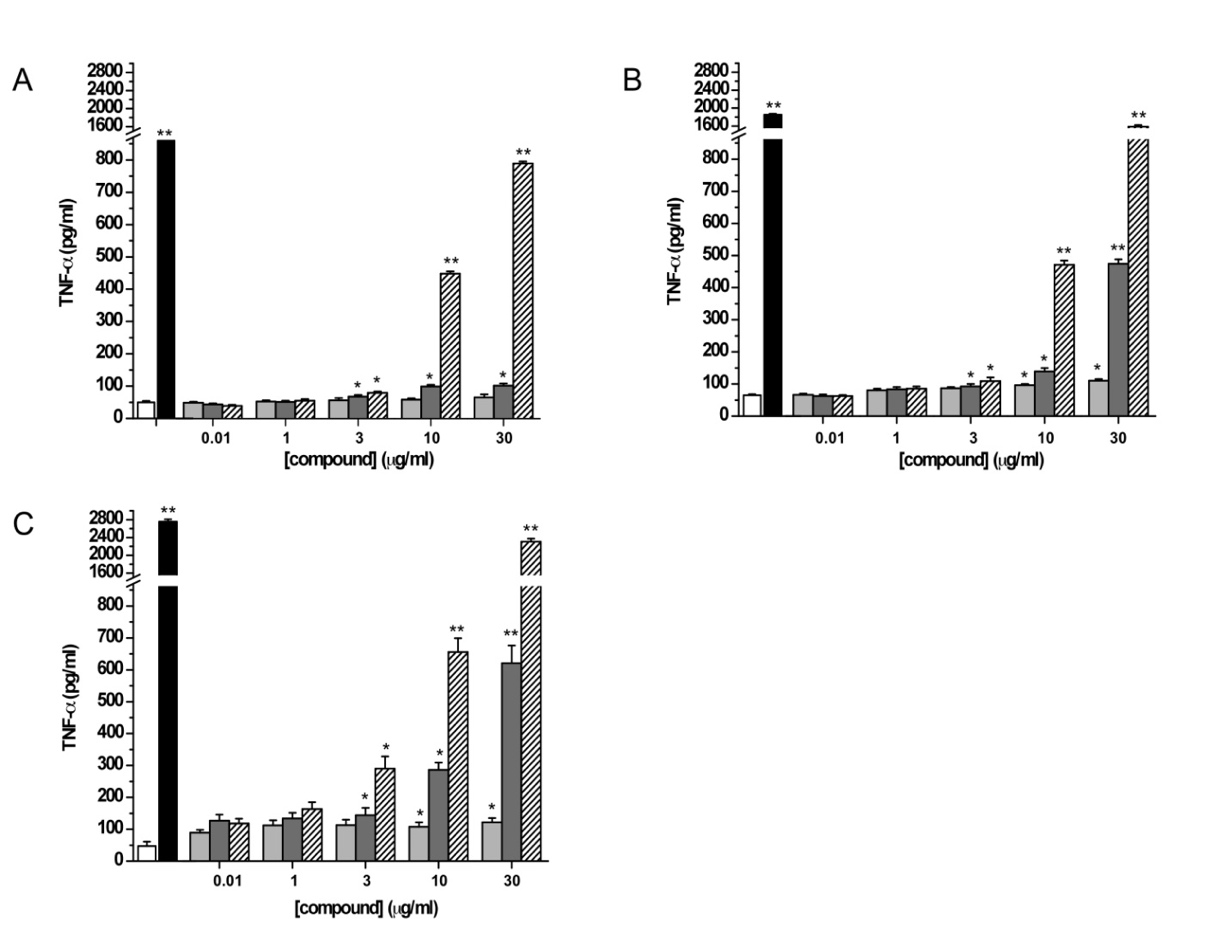 A
2800
2400
2000
1600
800
700
600
500
400
300
200
100
0
TNF-α (pg/ml)
**
* *
* **
* **
0.01 1 3 10 30
[compound] (μg/ml)
B
2800
2400
2000
1600
800
700
600
500
400
300
200
100
0
TNF-α (pg/ml)
**
* *
* * **
* ** **
0.01 1 3 10 30
[compound] (μg/ml)
C
2800
2400
2000
1600
800
700
600
500
400
300
200
100
0
TNF-α (pg/ml)
**
* *
* * **
* ** **
0.01 1 3 10 30
[compound] (μg/ml)